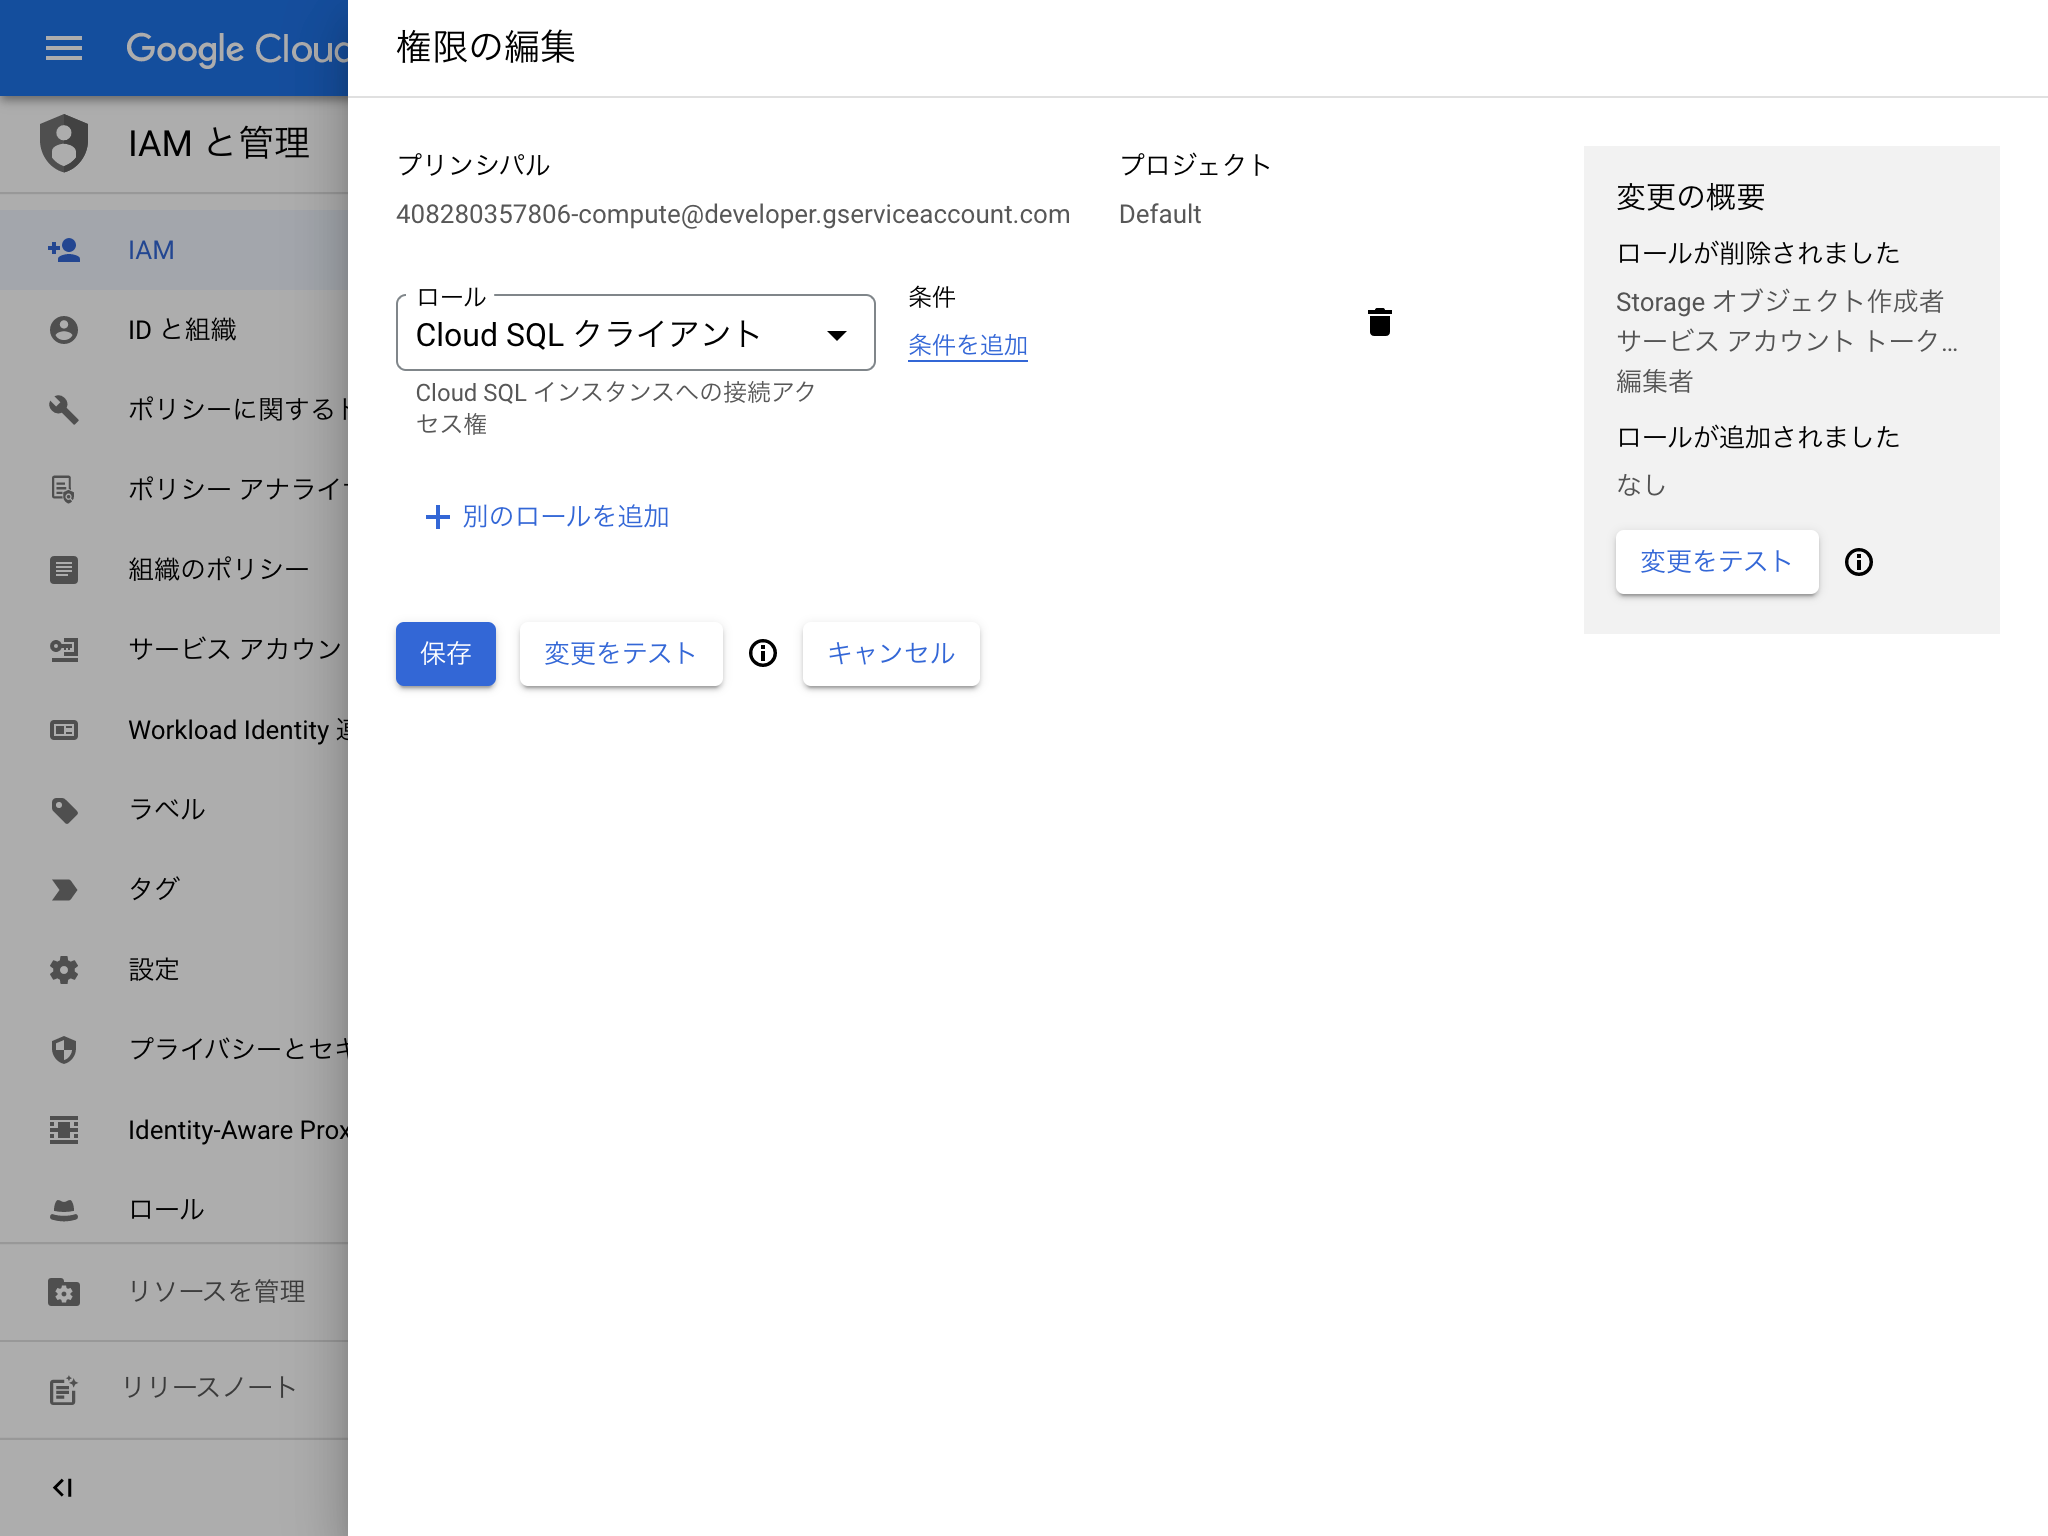 Google Cloud
IAM と管理
IAM
ID と組織
ポリシーに関する
ポリシー アナライ
組織のポリシー
サービス アカウン
Workload Identity
ラベル
タグ
設定
プライバシーとセキ
Identity-Aware Prox
ロール
リソースを管理
リリースノート
権限の編集
プリンシパル
408280357806-compute@developer.gserviceaccount.com
プロジェクト
Default
ロール
Cloud SQL クライアント
Cloud SQL インスタンスへの接続アク
セス権
条件
条件を追加
別のロールを追加
保存
変更をテスト
キャンセル
変更の概要
ロールが削除されました
Storage オブジェクト作成者
サービス アカウント トーク...
編集者
ロールが追加されました
なし
変更をテスト